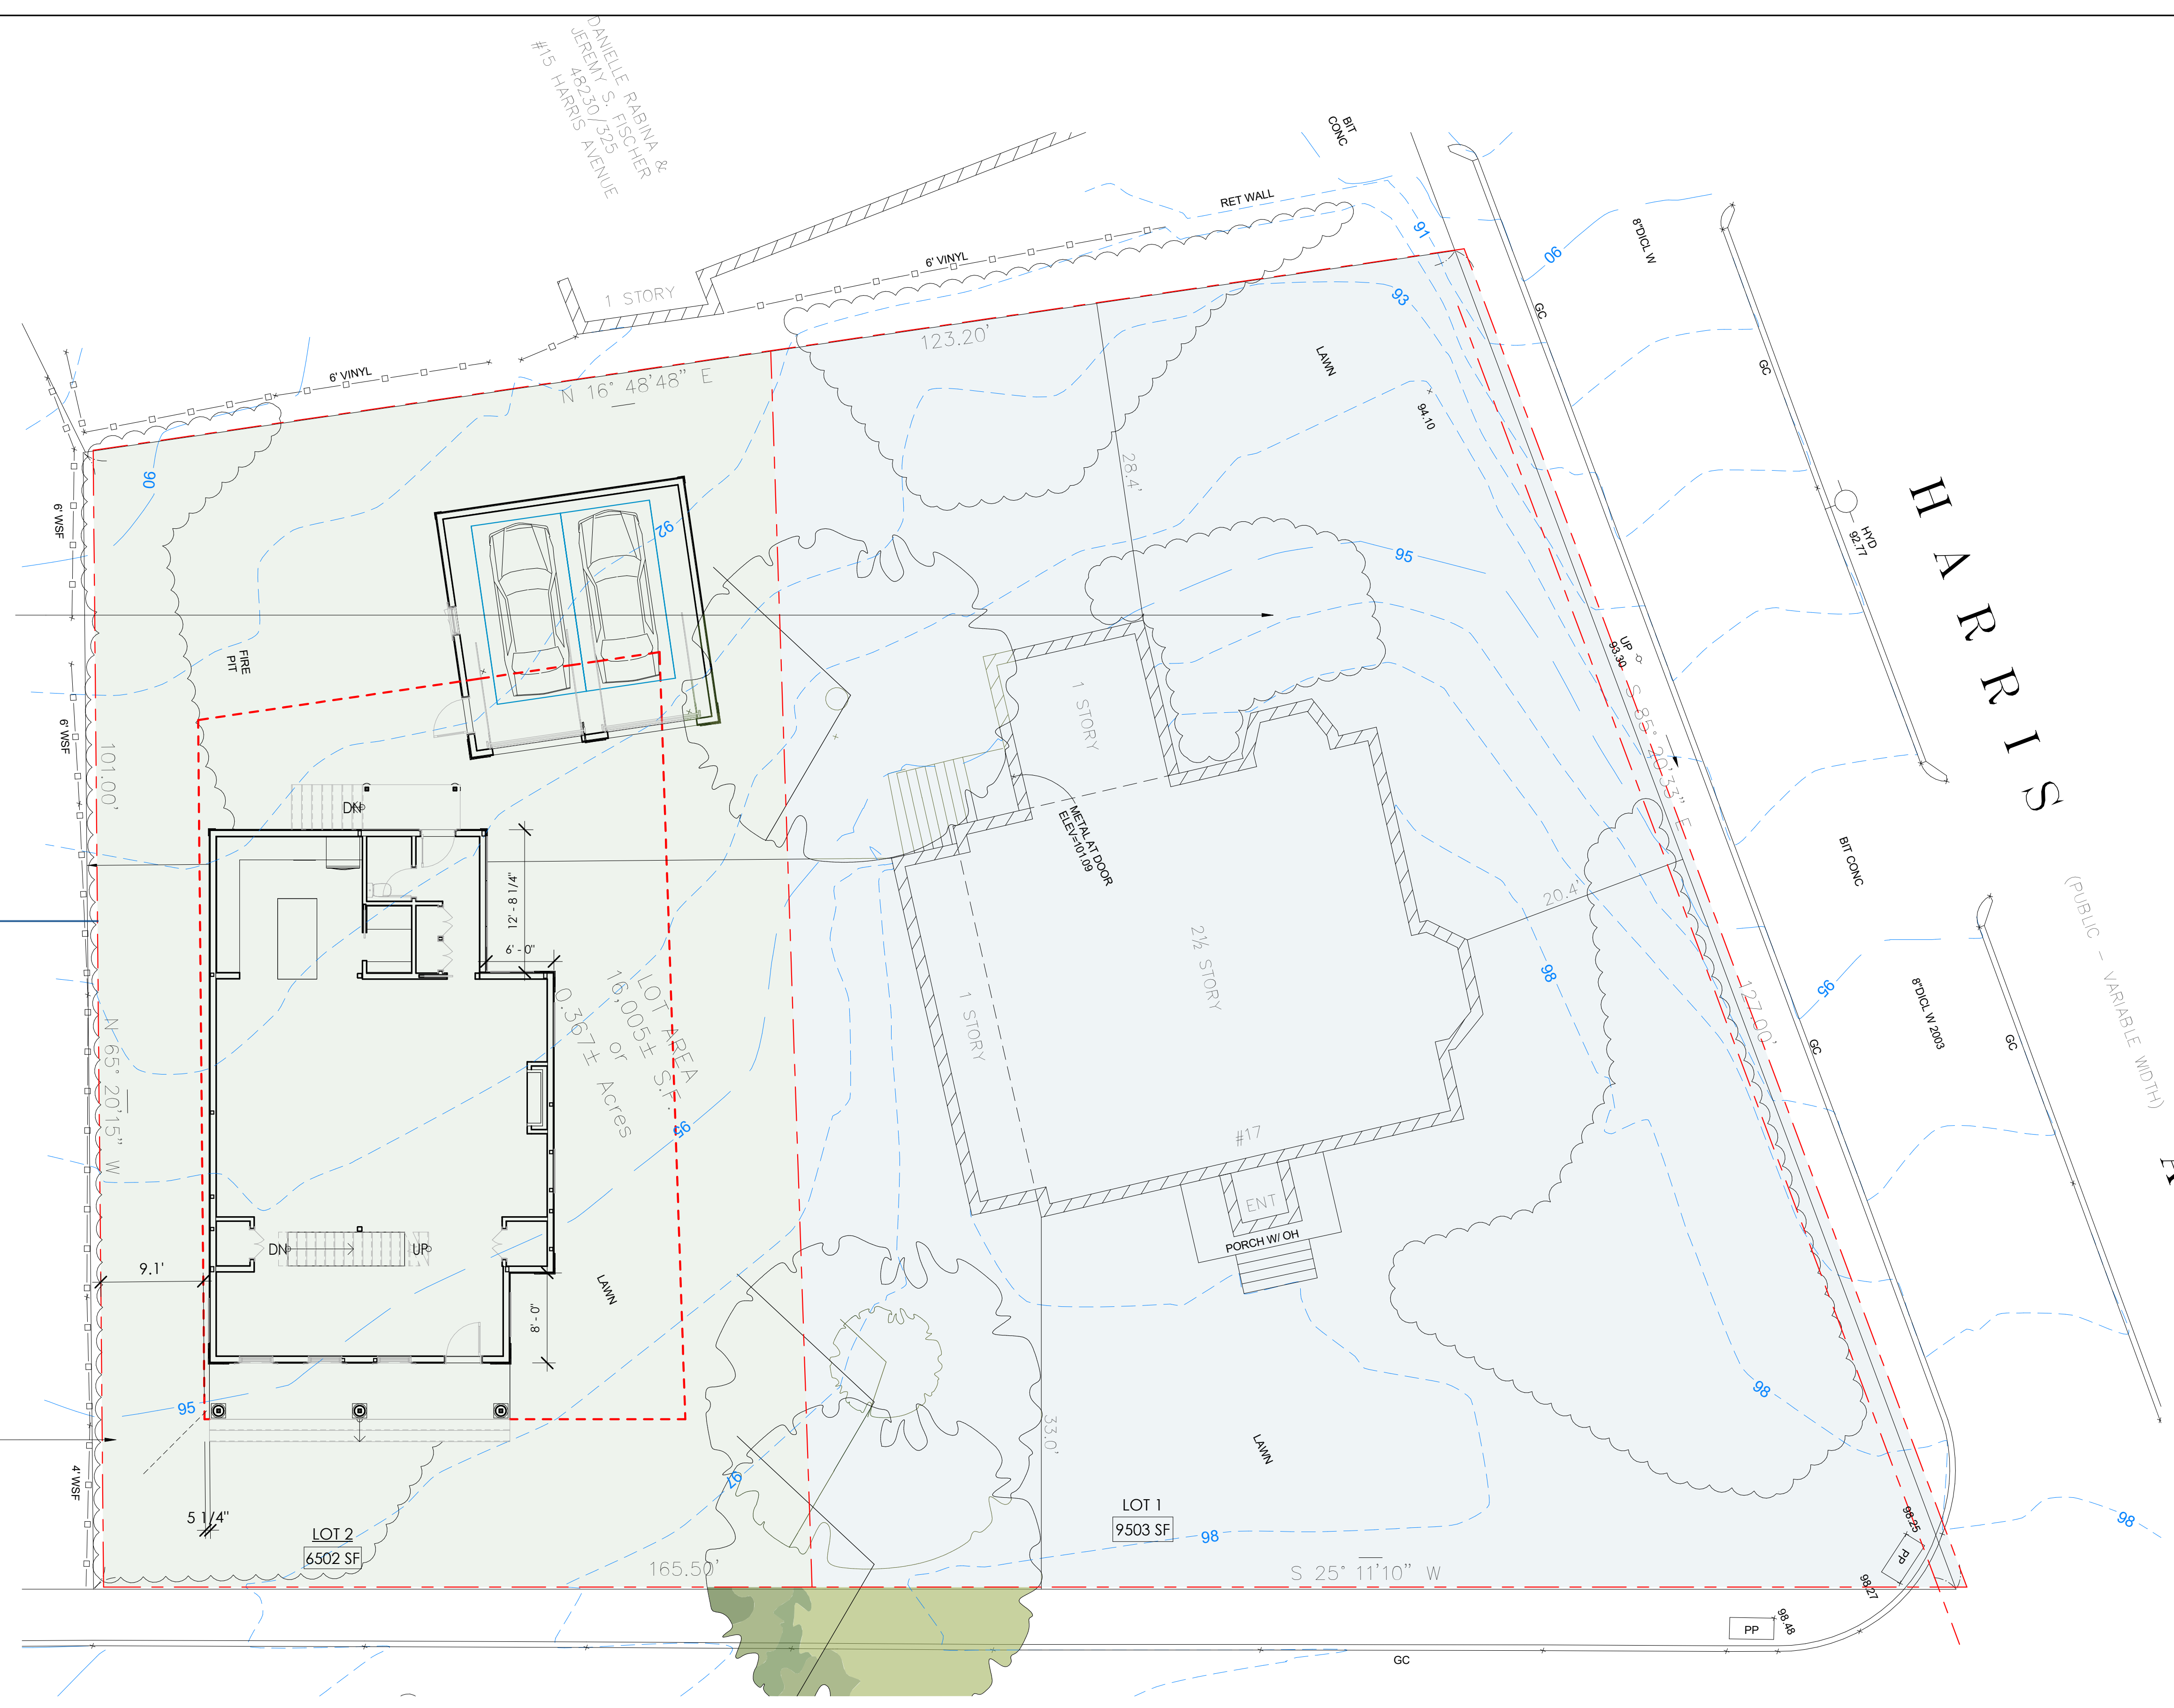 DANIELLE RABINA &
JEREMY S. FISCHER
48230/325
#15 HARRIS AVENUE
BIT
CONC
RET WALL
91
6' VINYL
1 STORY
90
8"DICL W
93
GC
123.20'
LAWN
GC
6' VINYL
N 16° 48'48" E
94.10
28.4'
90
6' WSF
92
95
HYD
92.77
HARRIS
FIRE
PIT
UP
93.30
6' WSF
1 STORY
S 85° 20'33" E
101.00'
DN
METAL AT DOOR
ELEV=101.09
BIT CONC
(PUBLIC - VARIABLE WIDTH)
12' - 8 1/4"
20.4'
6' - 0"
2½ STORY
98
95
LOT AREA
16,005± S.F.
or
0.367± Acres
1 STORY
127.00'
8"DICL W 2003
GC
GC
N 65° 20'15" W
95
#17
A
ENT
DN
UP
PORCH W/ OH
9.1'
LAWN
8' - 0"
98
95
33.0'
LAWN
4' WSF
97
5 1/4"
LOT 2
6502 SF
LOT 1
9503 SF
98
98.25
98
PP
165.50'
S 25° 11'10" W
98.27
PP
98.48
GC